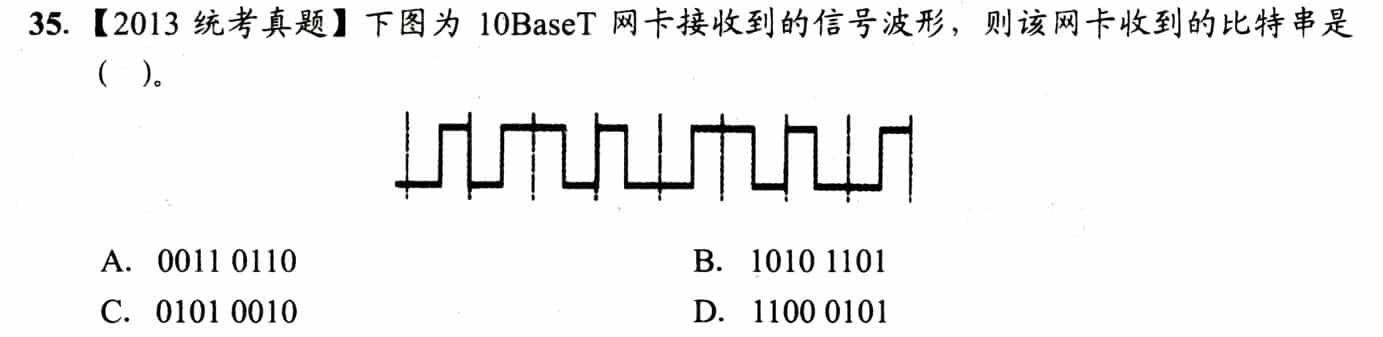 35. 【2013 统考真题】下图为 10BaseT 网卡接收到的信号波形，则该网卡收到的比特串是
(    )。
A. 0011 0110
B. 1010 1101
C. 0101 0010
D. 1100 0101